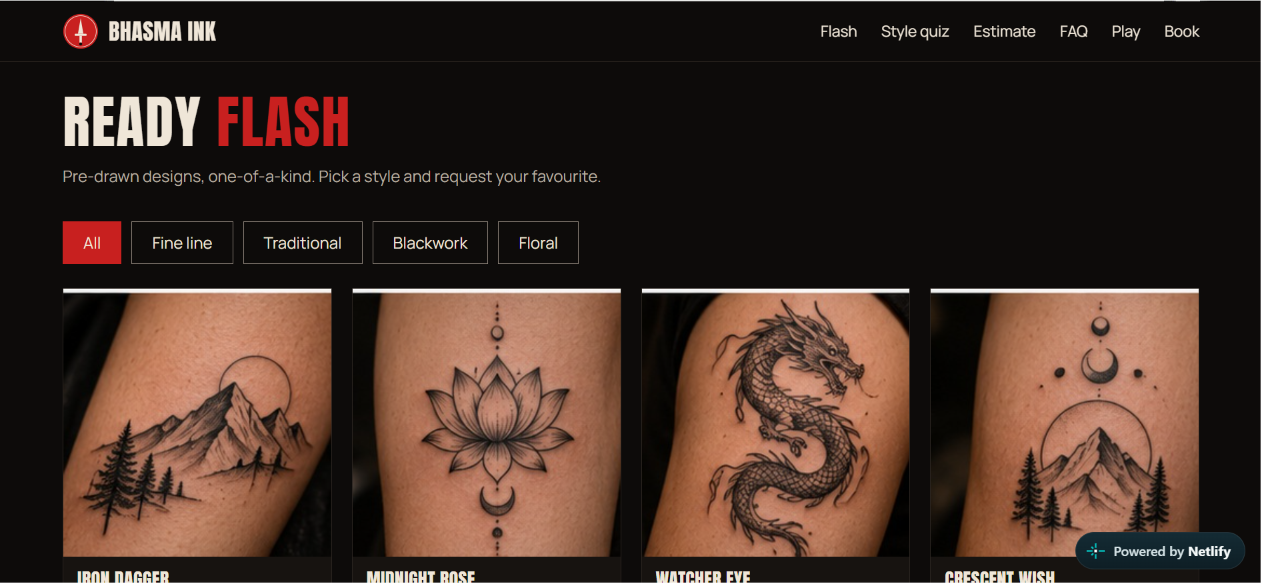 BHASMA INK
Flash Style quiz Estimate FAQ Play Book
READY FLASH
Pre-drawn designs, one-of-a-kind. Pick a style and request your favourite.
All Fine line Traditional Blackwork Floral
IRON DAGGER MIDNIGHT ROSE WATCHER EYE CRESCENT WISH
Powered by Netlify